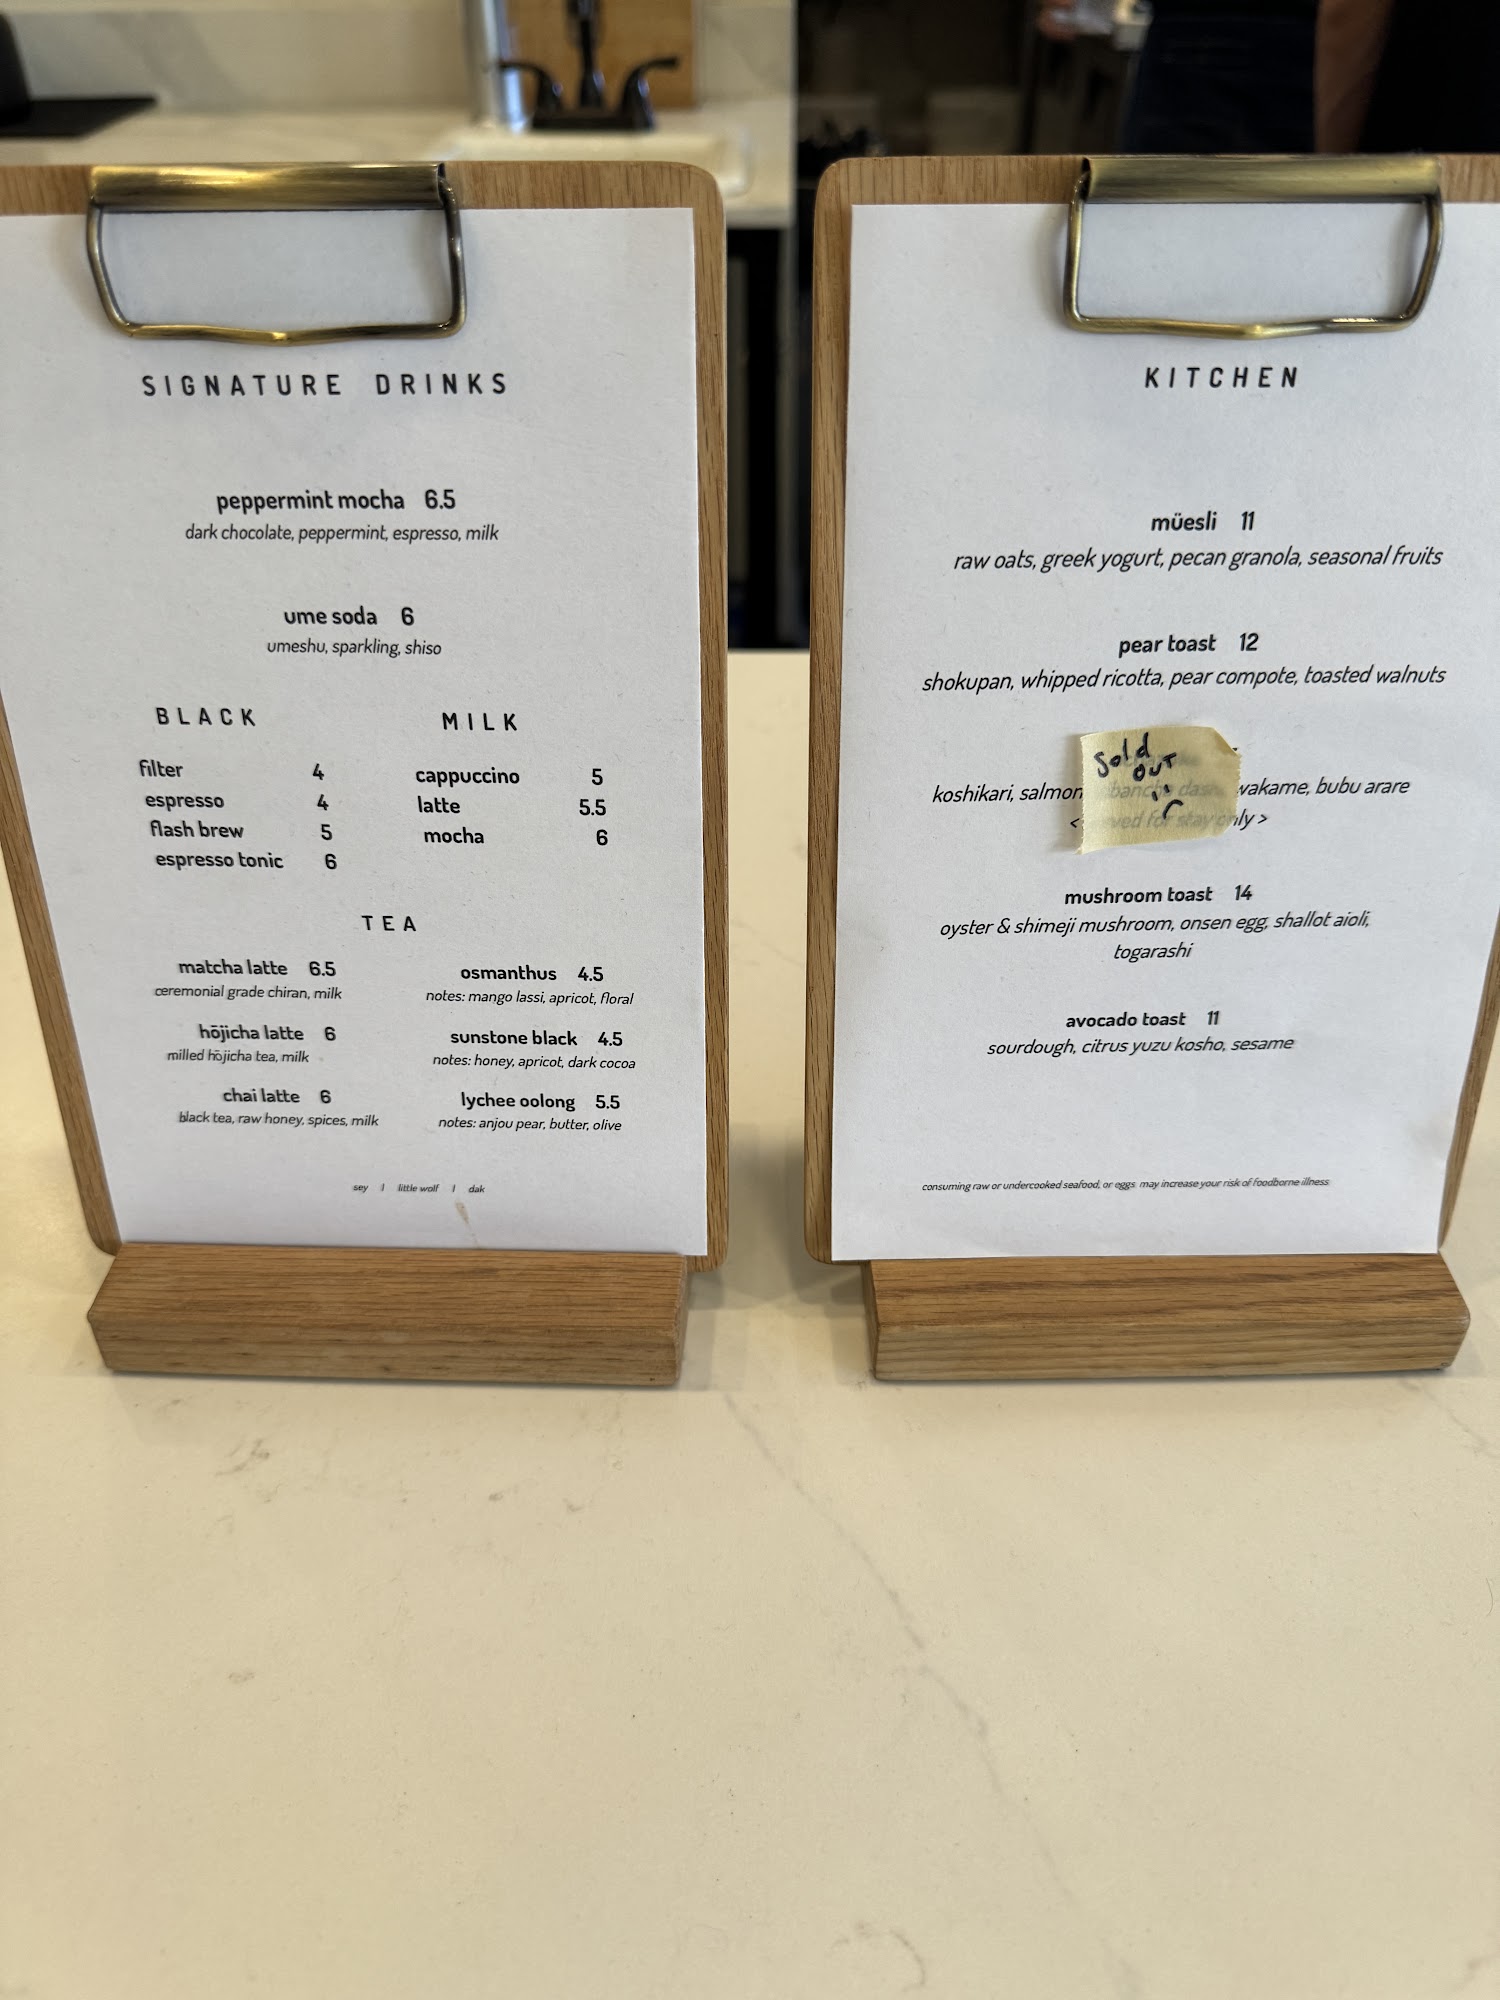 SIGNATURE DRINKS
peppermint mocha 6.5
dark chocolate, peppermint, espresso, milk
ume soda 6
umeshu, sparkling, shiso
BLACK
filter 4
espresso 4
flash brew 5
espresso tonic 6
MILK
cappuccino 5
latte 5.5
mocha 6
TEA
matcha latte 6.5
ceremonial grade chiran, milk
hōjicha latte 6
milled hōjicha tea, milk
chai latte 6
black tea, raw honey, spices, milk
osmanthus 4.5
notes: mango lassi, apricot, floral
sunstone black 4.5
notes: honey, apricot, dark cocoa
lychee oolong 5.5
notes: anjou pear, butter, olive
sey | little wolf | dak
KITCHEN
müesli 11
raw oats, greek yogurt, pecan granola, seasonal fruits
pear toast 12
shokupan, whipped ricotta, pear compote, toasted walnuts
sold
out
koshikari, salmon, wakame, bubu arare
for stay only >
mushroom toast 14
oyster & shimeji mushroom, onsen egg, shallot aioli,
togarashi
avocado toast 11
sourdough, citrus yuzu kosho, sesame
consuming raw or undercooked seafood, or eggs may increase your risk of foodborne illness